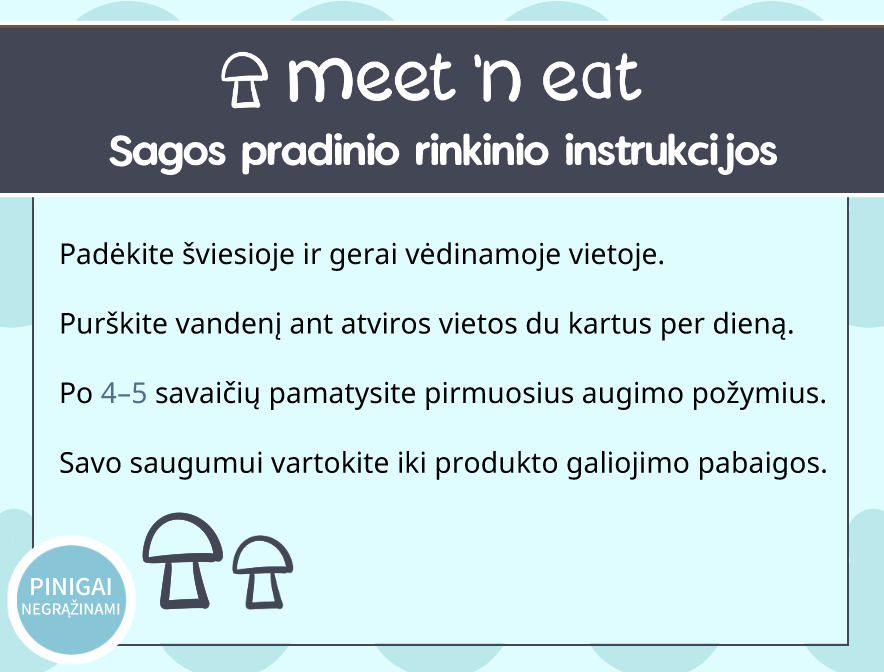 meet 'n eat
Sagos pradinio rinkinio instrukcijos
Padėkite šviesioje ir gerai vėdinamoje vietoje.
Purškite vandenį ant atviros vietos du kartus per dieną.
Po 4–5 savaičių pamatysite pirmuosius augimo požymius.
Savo saugumui vartokite iki produkto galiojimo pabaigos.
PINIGAI
NEGRĄŽINAMI